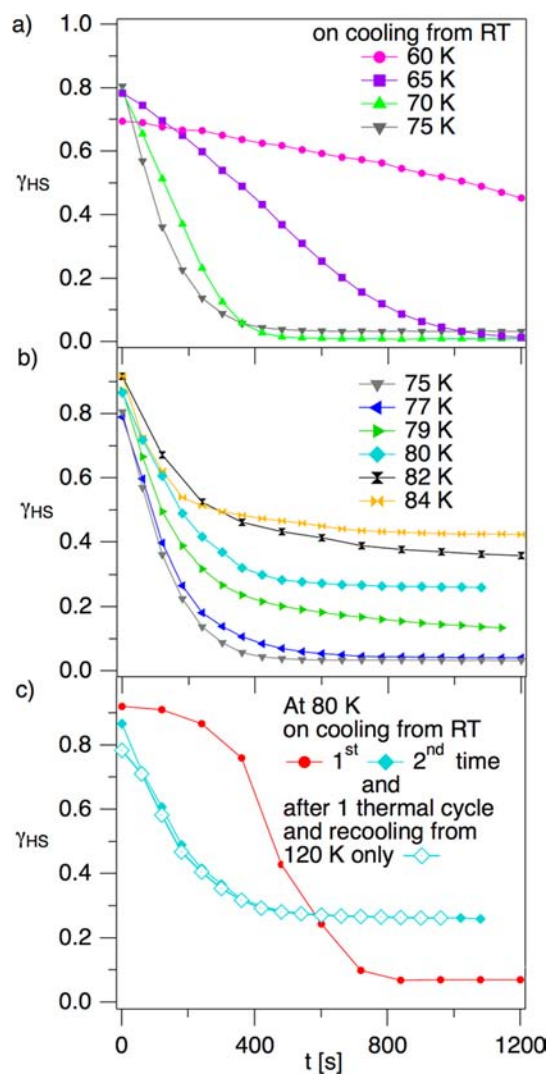 a)
1.0
0.8
0.6
0.4
0.2
0.0
γHS
on cooling from RT
60 K
65 K
70 K
75 K
b)
0.8
0.6
0.4
0.2
0.0
γHS
75 K
77 K
79 K
80 K
82 K
84 K
c)
0.8
0.6
0.4
0.2
0.0
γHS
At 80 K
on cooling from RT
1st 2nd time
and
after 1 thermal cycle
and recooling from
120 K only
0 400 800 1200
t [s]